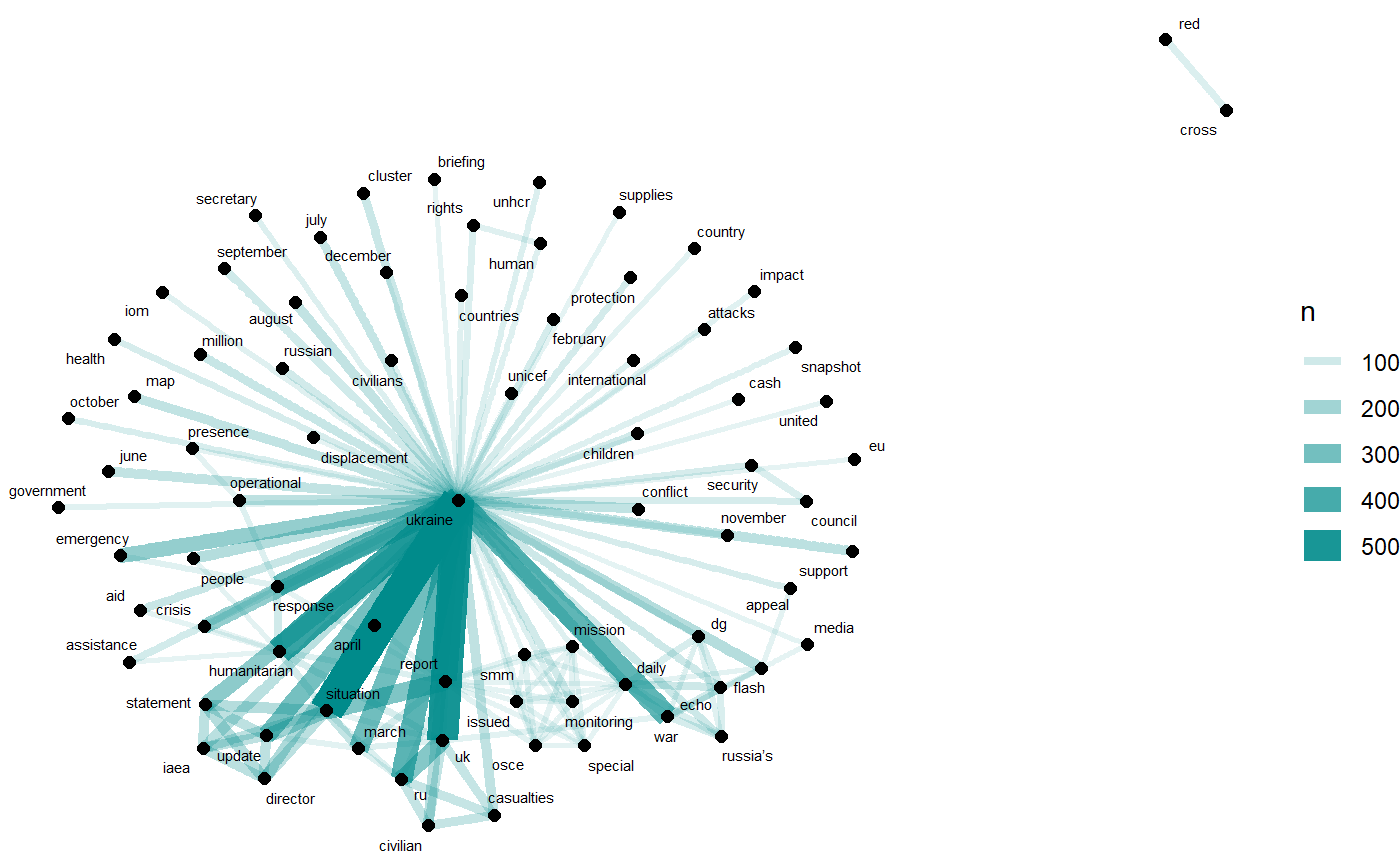 red
cross
briefing
cluster
secretary
rights
unhcr
supplies
july
country
september
december
human
impact
iom
protection
august
countries
attacks
million
february
health
russian
snapshot
map
civilians
unicef
international
cash
october
united
presence
displacement
children
eu
june
operational
security
government
conflict
ukraine
november
council
emergency
people
support
aid
crisis
response
appeal
assistance
april
mission
dg
media
humanitarian
report
smm
daily
statement
situation
flash
issued
monitoring
echo
march
war
iaea
update
uk
osce
special
russia's
director
ru
casualties
civilian
n
100
200
300
400
500